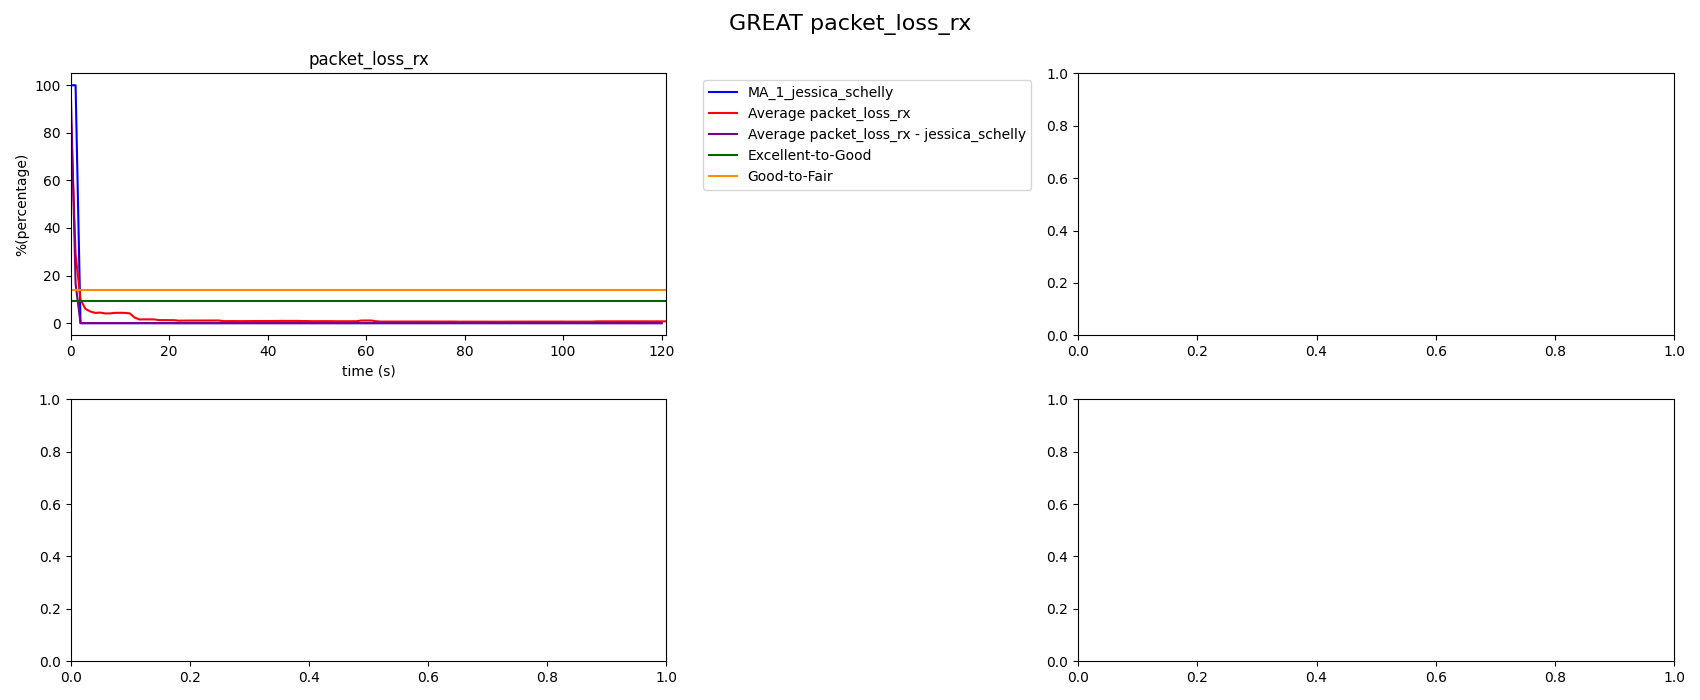 GREAT packet_loss_rx
packet_loss_rx
100
80
60
40
20
0
%(percentage)
0 20 40 60 80 100 120
time (s)
MA_1_jessica_schelly
Average packet_loss_rx
Average packet_loss_rx - jessica_schelly
Excellent-to-Good
Good-to-Fair
1.0
0.8
0.6
0.4
0.2
0.0
0.0 0.2 0.4 0.6 0.8 1.0
1.0
0.8
0.6
0.4
0.2
0.0
0.0 0.2 0.4 0.6 0.8 1.0
1.0
0.8
0.6
0.4
0.2
0.0
0.0 0.2 0.4 0.6 0.8 1.0